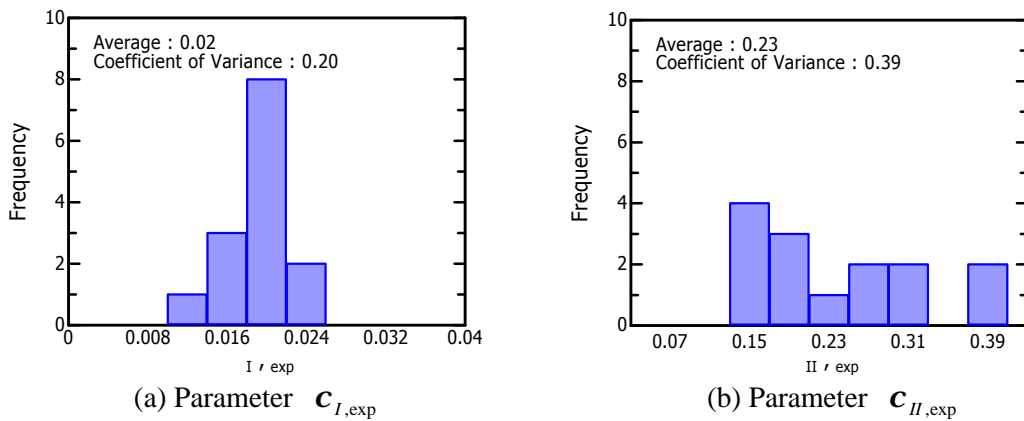 10
8
6
4
2
0
Frequency
Average : 0.02
Coefficient of Variance : 0.20
0 0.008 0.016 0.024 0.032 0.04
I , exp
(a) Parameter c I,exp
10
8
6
4
2
0
Frequency
Average : 0.23
Coefficient of Variance : 0.39
0.07 0.15 0.23 0.31 0.39
II , exp
(b) Parameter c II,exp